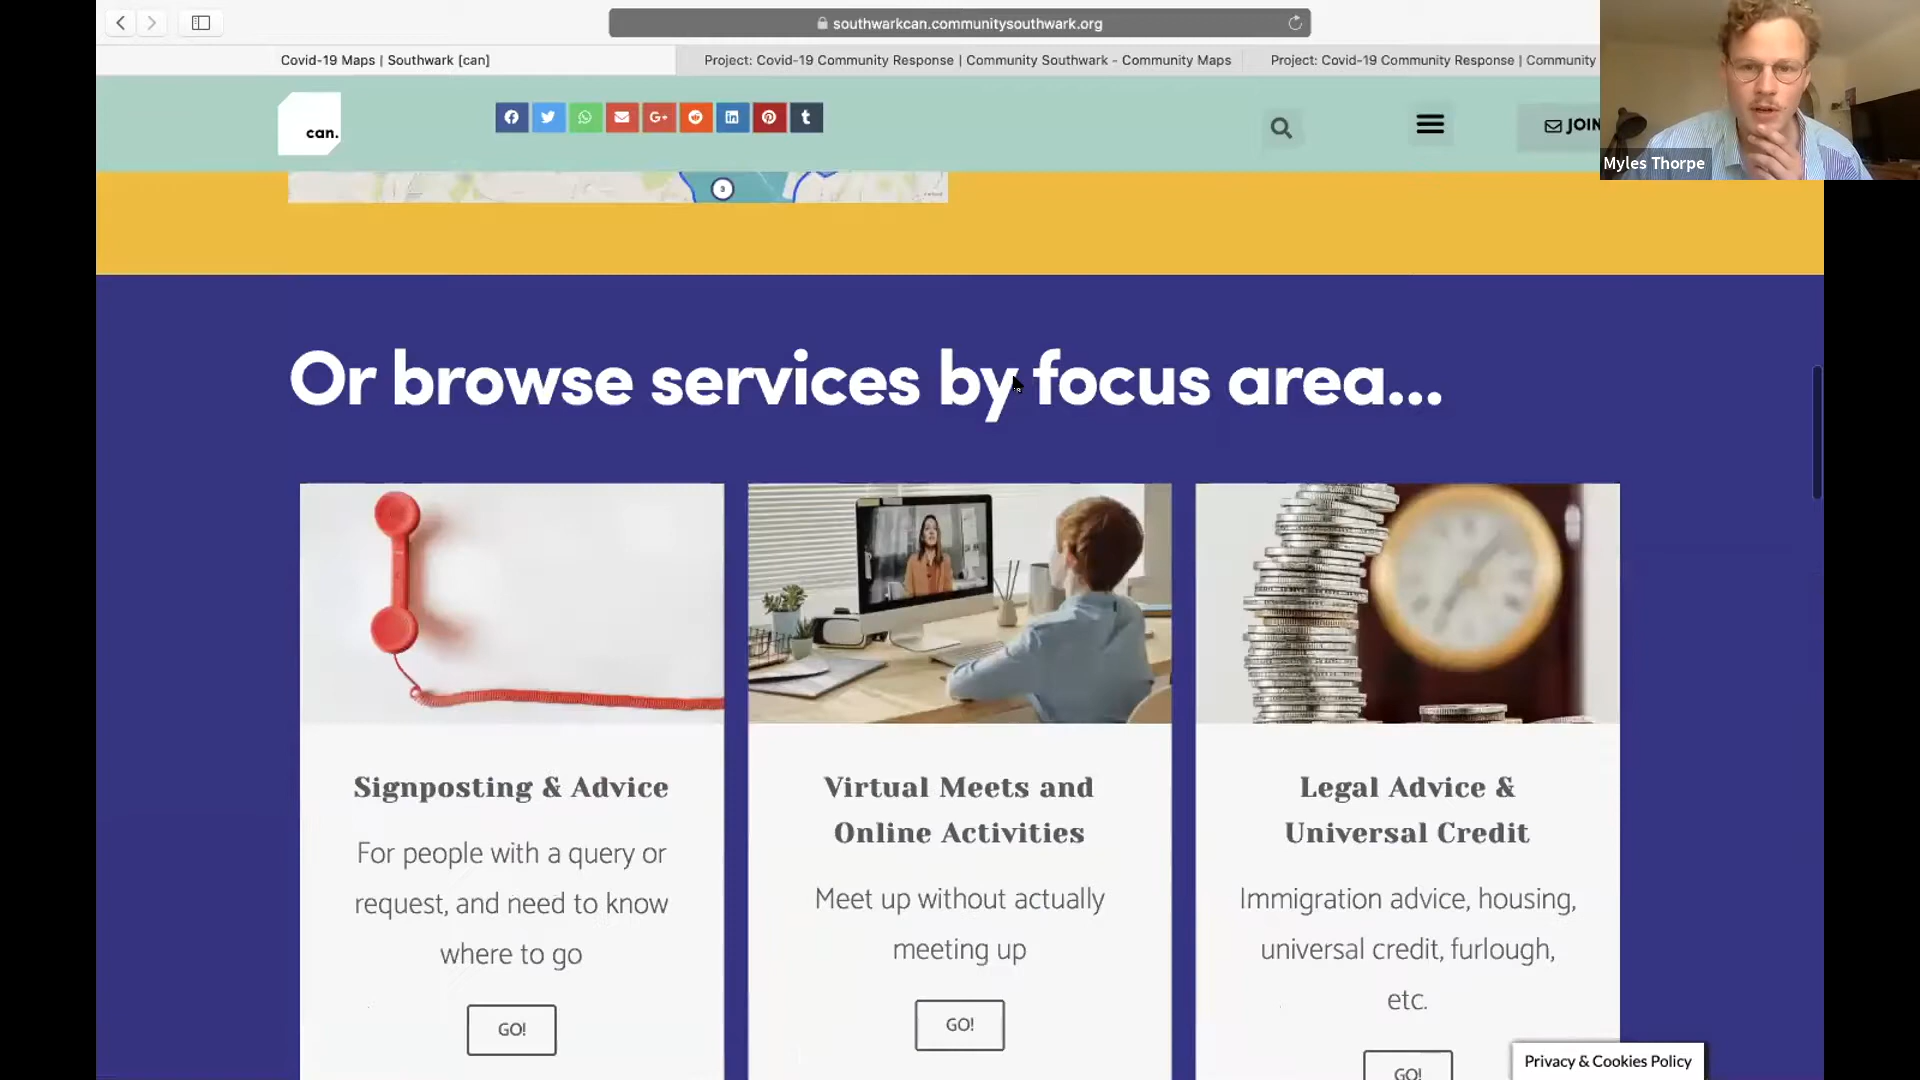 southwarkcan.communitysouthwark.org
Covid-19 Maps | Southwark [can]
Project: Covid-19 Community Response | Community Southwark - Community Maps
Project: Covid-19 Community Response | Community
can.
G+
t
JOIN
Myles Thorpe
3
Or browse services by focus area...
Signposting & Advice
For people with a query or
request, and need to know
where to go
GO!
Virtual Meets and
Online Activities
Meet up without actually
meeting up
GO!
Legal Advice &
Universal Credit
Immigration advice, housing,
universal credit, furlough,
etc.
GO!
Privacy & Cookies Policy